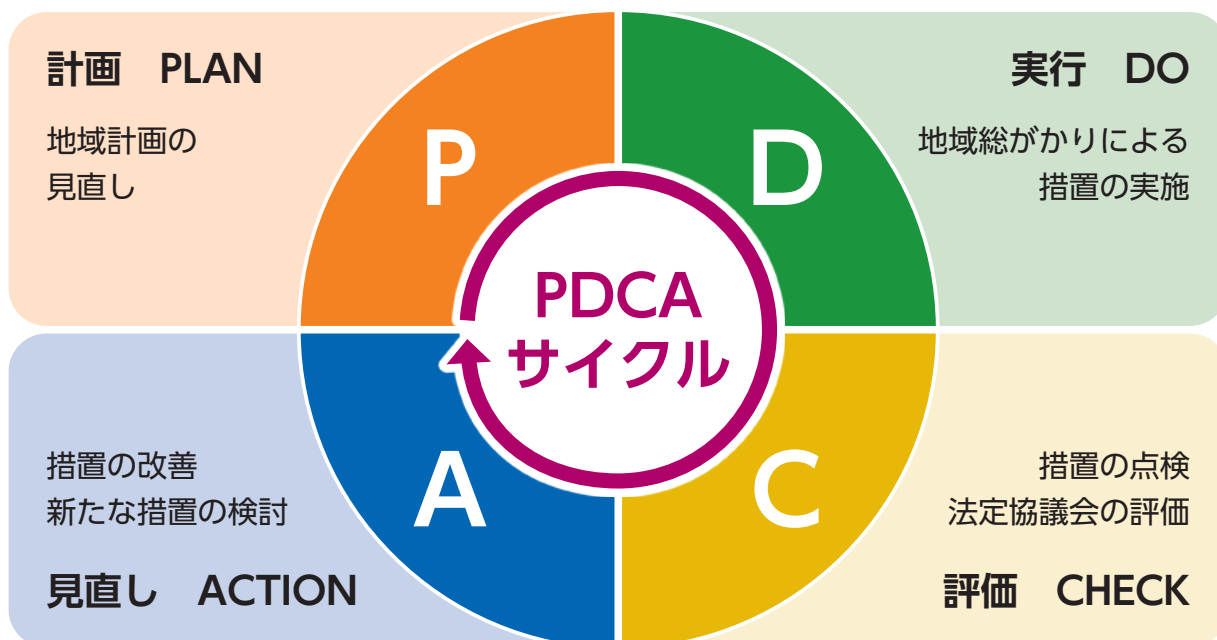 計画　PLAN
地域計画の
見直し
P
実行　DO
地域総がかりによる
措置の実施
D
PDCA
サイクル
措置の改善
新たな措置の検討
見直し　ACTION
A
措置の点検
法定協議会の評価
評価　CHECK
C